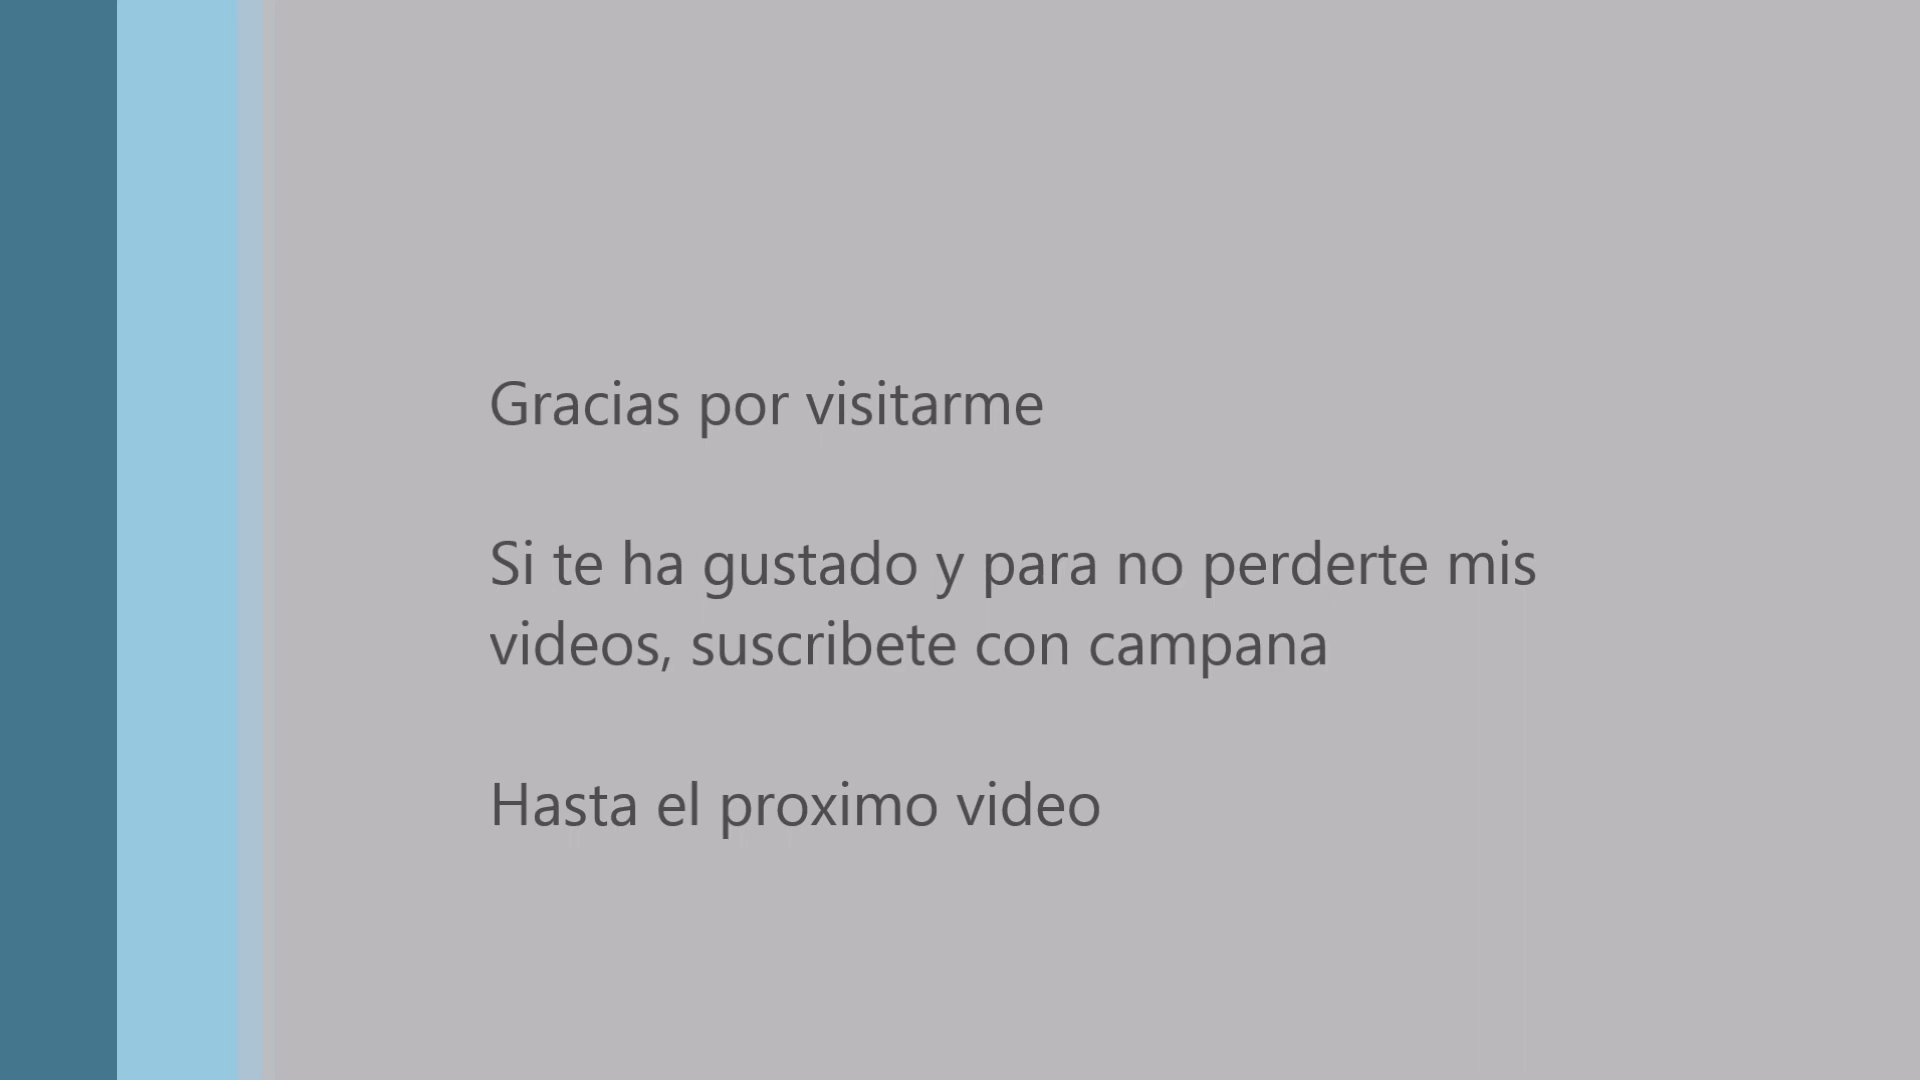 Gracias por visitarme
Si te ha gustado y para no perderte mis
videos, suscribete con campana
Hasta el proximo video